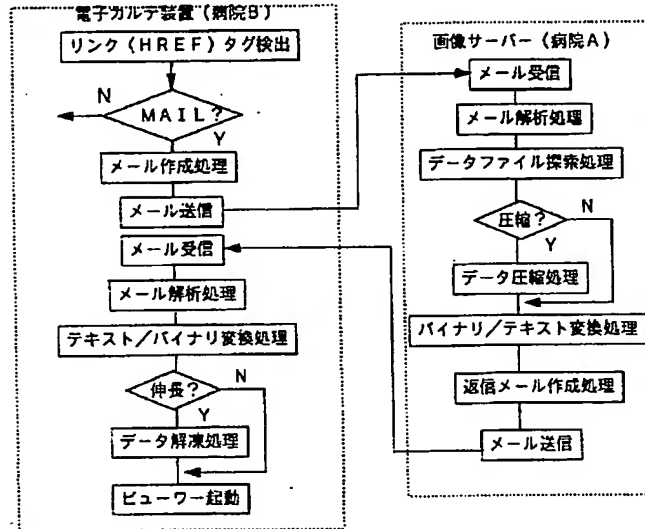 電子カルテ装置(病院B)
リンク(HREF)タグ検出
N
MAIL?
Y
メール作成処理
メール送信
メール受信
メール解析処理
テキスト/バイナリ変換処理
伸長?
N
Y
データ解凍処理
ビューワー起動
画像サーバー(病院A)
メール受信
メール解析処理
データファイル探索処理
圧縮?
N
Y
データ圧縮処理
バイナリ/テキスト変換処理
返信メール作成処理
メール送信